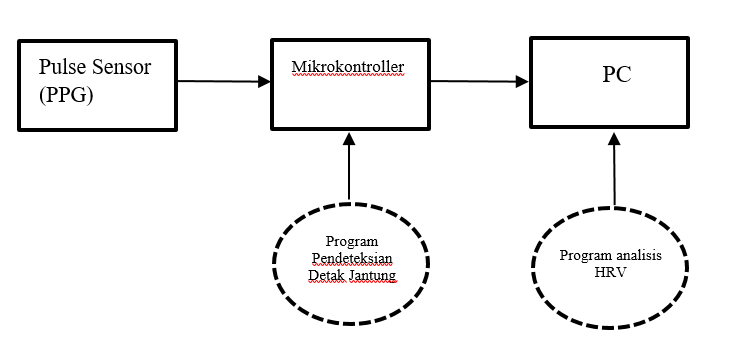 Pulse Sensor
(PPG)
Mikrokontroller
PC
Program
Pendeteksian
Detak Jantung
Program analisis
HRV